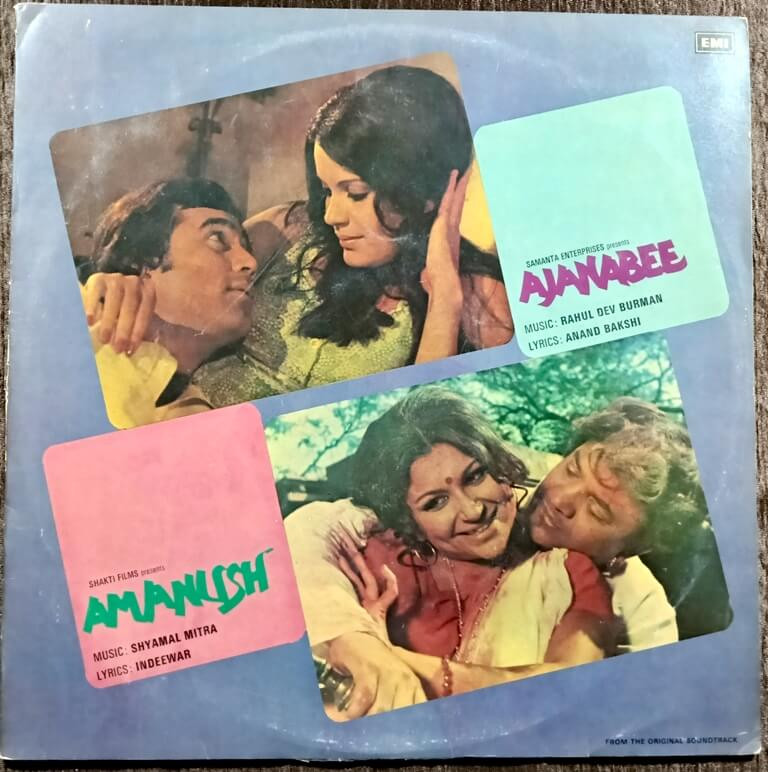 EMI
SAMANTA ENTERPRISES presents
AJANABEE
MUSIC: RAHUL DEV BURMAN
LYRICS: ANAND BAKSHI
SHAKTI FILMS presents
AMANUSH
MUSIC: SHYAMAL MITRA
LYRICS: INDEEWAR
FROM THE ORIGINAL SOUNDTRACK